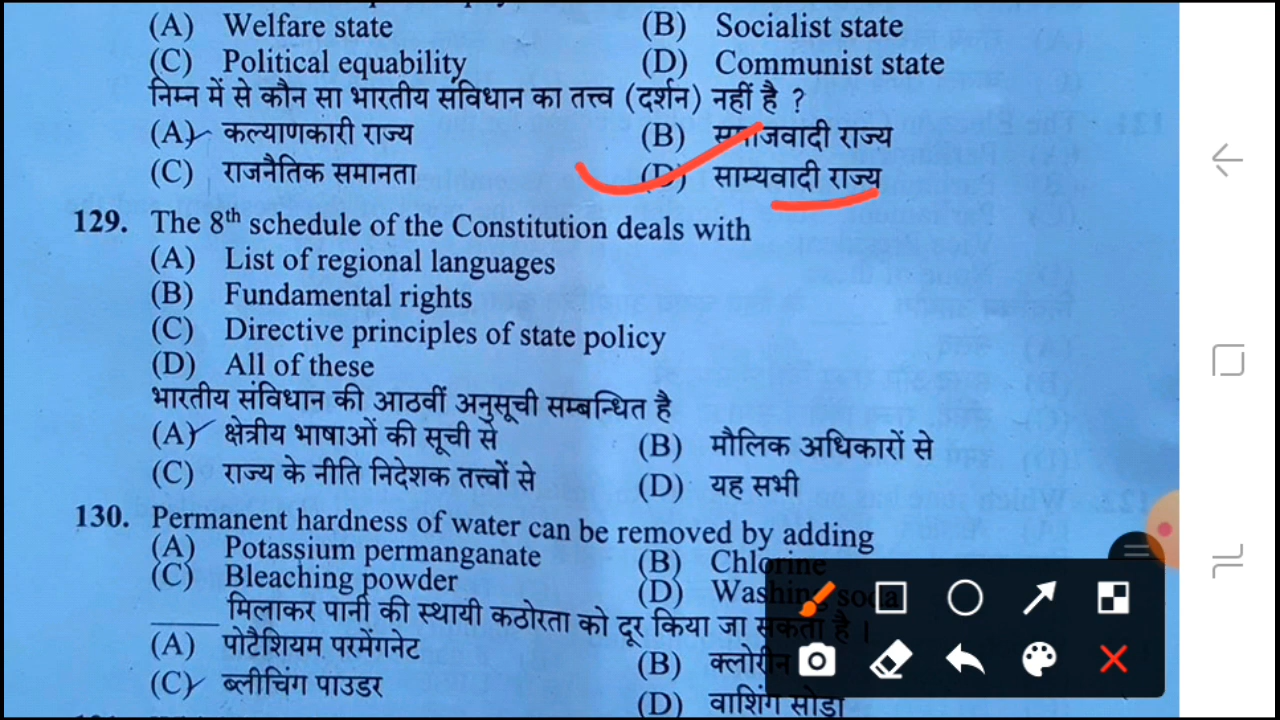 (A) Welfare state (B) Socialist state
(C) Political equability (D) Communist state
निम्न में से कौन सा भारतीय संविधान का तत्त्व (दर्शन) नहीं है ?
(A) कल्याणकारी राज्य (B) समाजवादी राज्य
(C) राजनैतिक समानता (D) साम्यवादी राज्य
129. The 8th schedule of the Constitution deals with
(A) List of regional languages
(B) Fundamental rights
(C) Directive principles of state policy
(D) All of these
भारतीय संविधान की आठवीं अनुसूची सम्बन्धित है
(A) क्षेत्रीय भाषाओं की सूची से (B) मौलिक अधिकारों से
(C) राज्य के नीति निदेशक तत्त्वों से (D) यह सभी
130. Permanent hardness of water can be removed by adding
(A) Potassium permanganate (B) Chlorine
(C) Bleaching powder (D) Washing soda
_____ मिलाकर पानी की स्थायी कठोरता को दूर किया जा सकता है ।
(A) पोटैशियम परमेंगनेट (B) क्लोरीन
(C) ब्लीचिंग पाउडर (D) वाशिंग सोडा